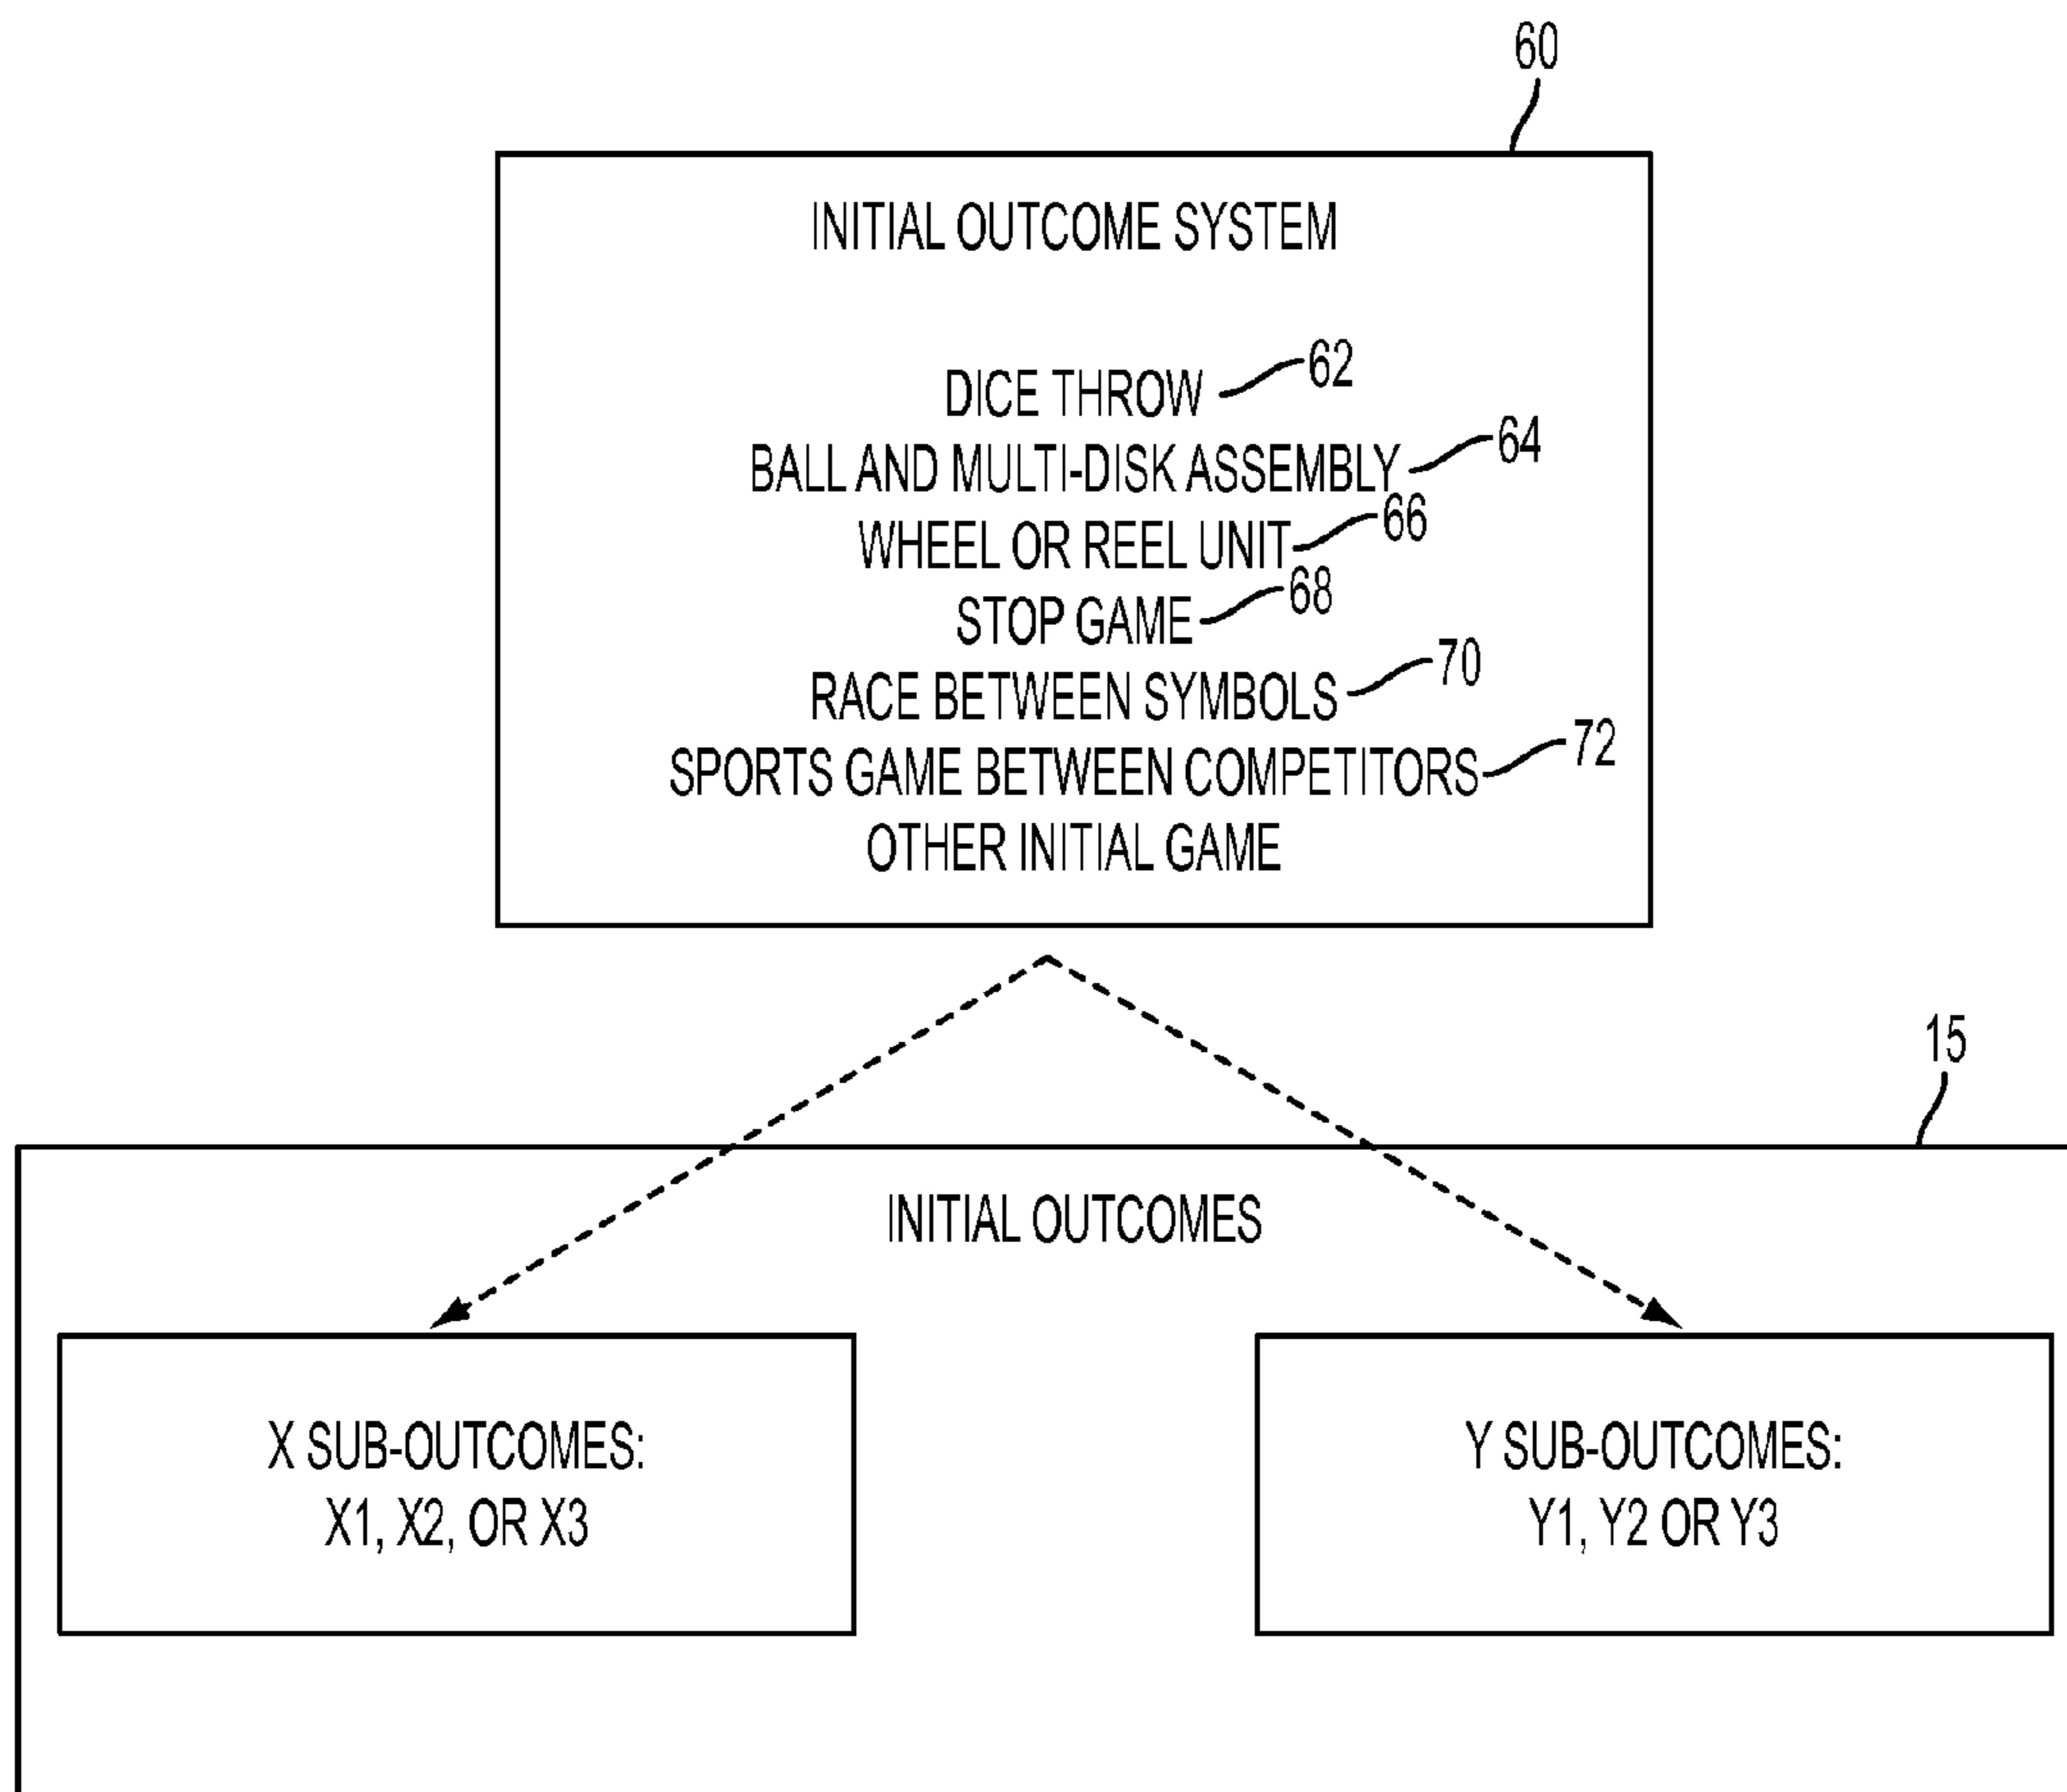 60
INITIAL OUTCOME SYSTEM
DICE THROW 62
BALL AND MULTI-DISK ASSEMBLY 64
WHEEL OR REEL UNIT 66
STOP GAME 68
RACE BETWEEN SYMBOLS 70
SPORTS GAME BETWEEN COMPETITORS 72
OTHER INITIAL GAME
15
INITIAL OUTCOMES
X SUB-OUTCOMES:
X1, X2, OR X3
Y SUB-OUTCOMES:
Y1, Y2 OR Y3